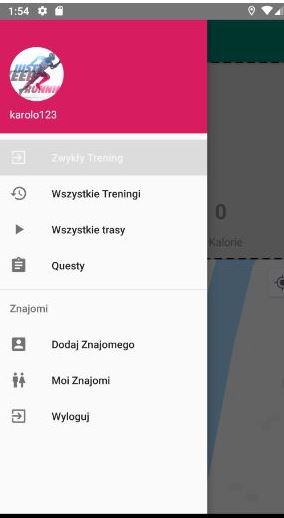 1:54
JUST
KEEP
RUNNI
karolo123
Zwykły Trening
Wszystkie Treningi
0
Wszystkie trasy
Kalorie
Questy
Znajomi
Dodaj Znajomego
Moi Znajomi
Wyloguj